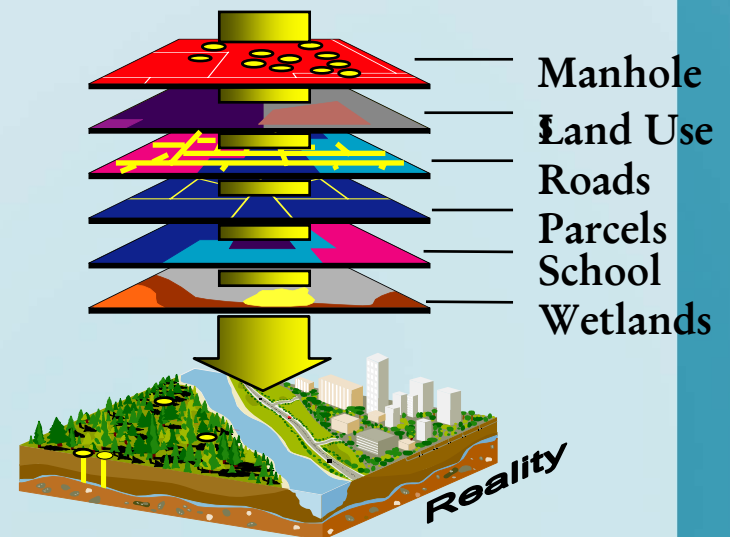 Manhole
s
Land Use
Roads
Parcels
School
Wetlands
Reality